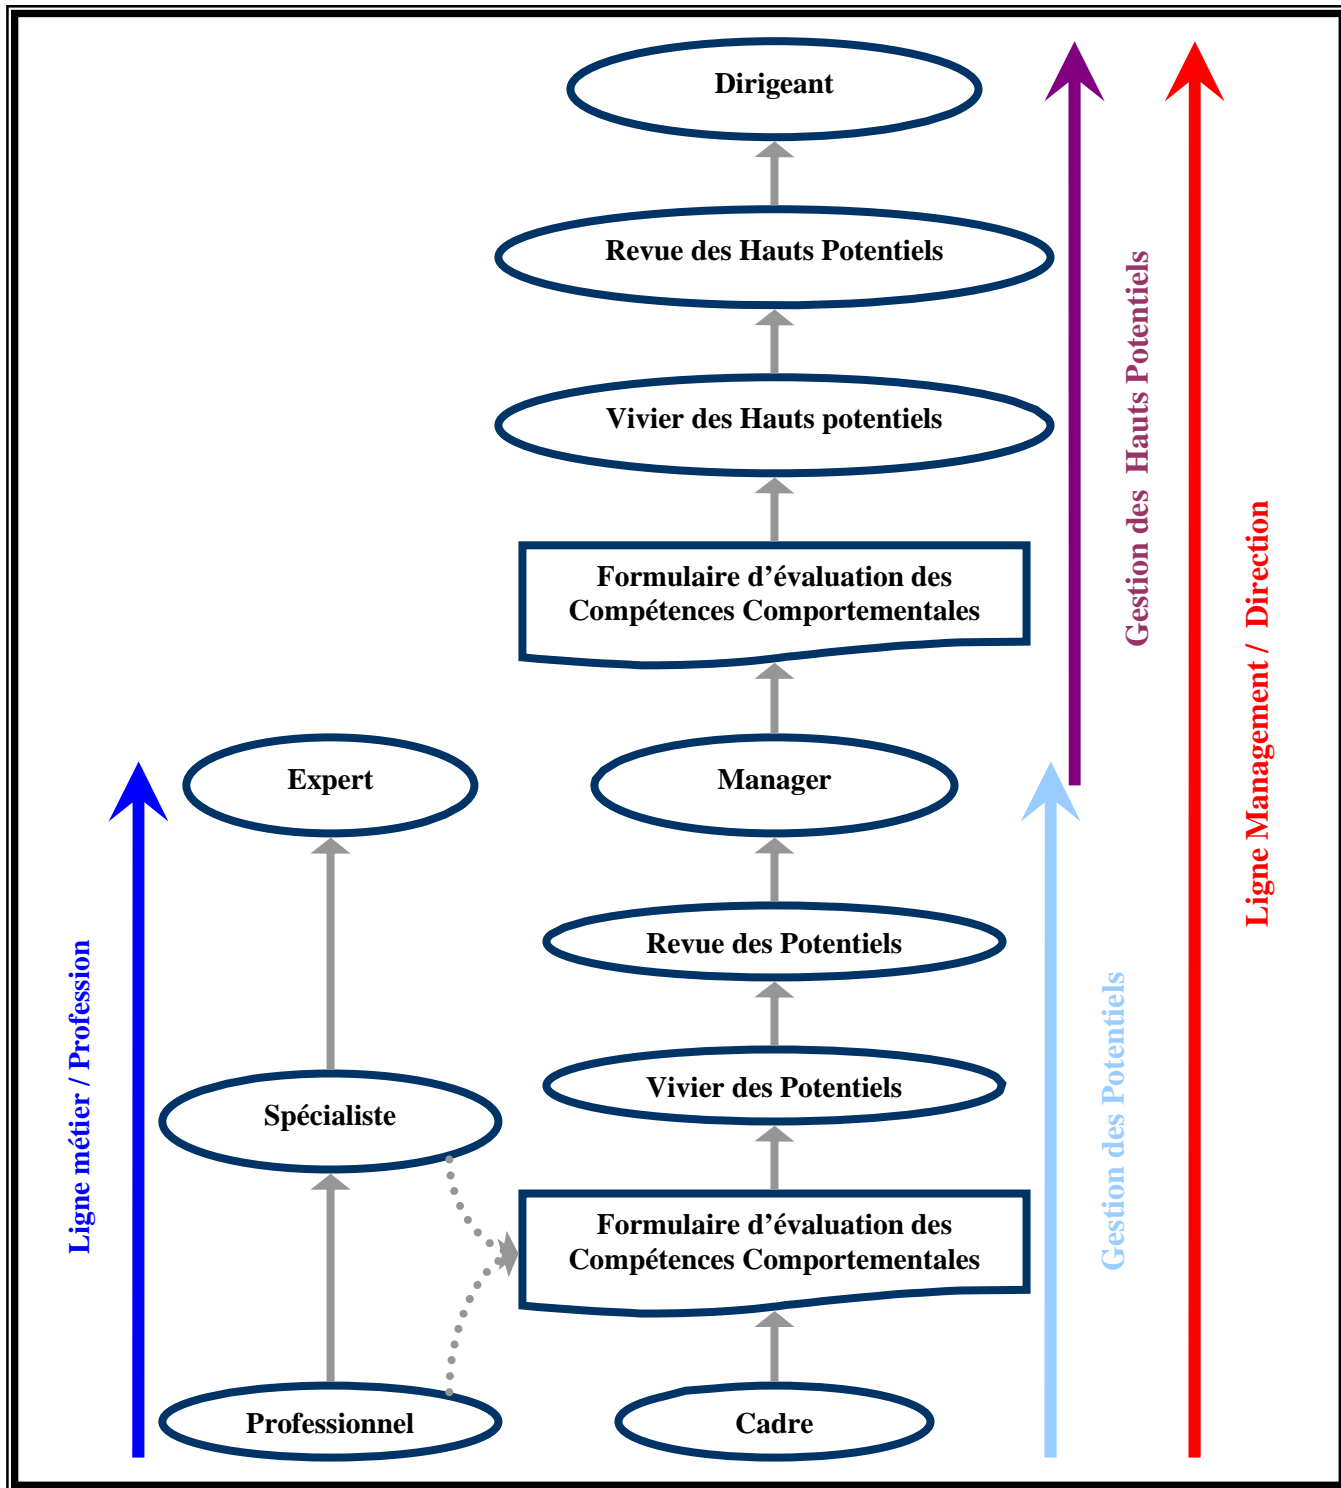 Dirigeant
Revue des Hauts Potentiels
Vivier des Hauts potentiels
Formulaire d’évaluation des
Compétences Comportementales
Expert
Manager
Revue des Potentiels
Vivier des Potentiels
Spécialiste
Formulaire d’évaluation des
Compétences Comportementales
Professionnel
Cadre
Ligne métier / Profession
Gestion des Potentiels
Gestion des Hauts Potentiels
Ligne Management / Direction